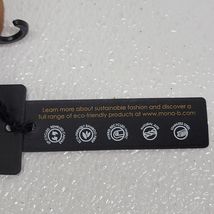 Learn more about sustainable fashion and discover a
full range of eco-friendly products at www.mono-b.com